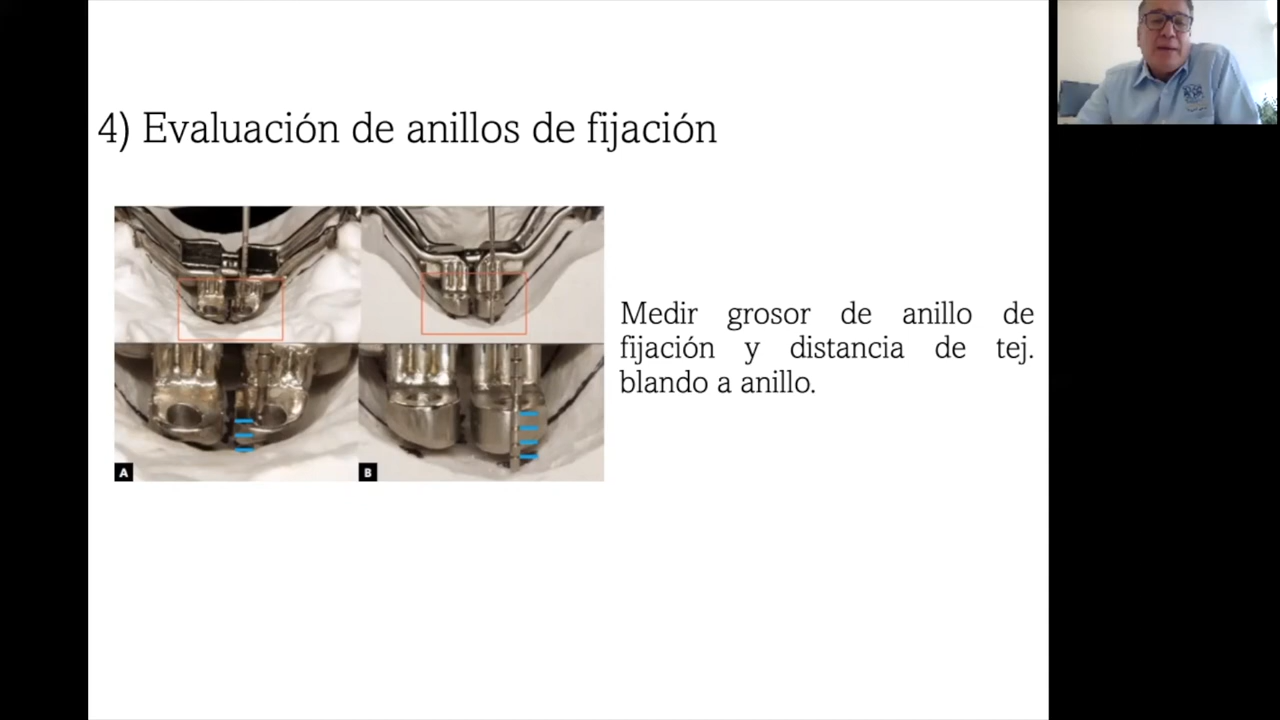 4) Evaluación de anillos de fijación
Medir grosor de anillo de
fijación y distancia de tej.
blando a anillo.
A
B